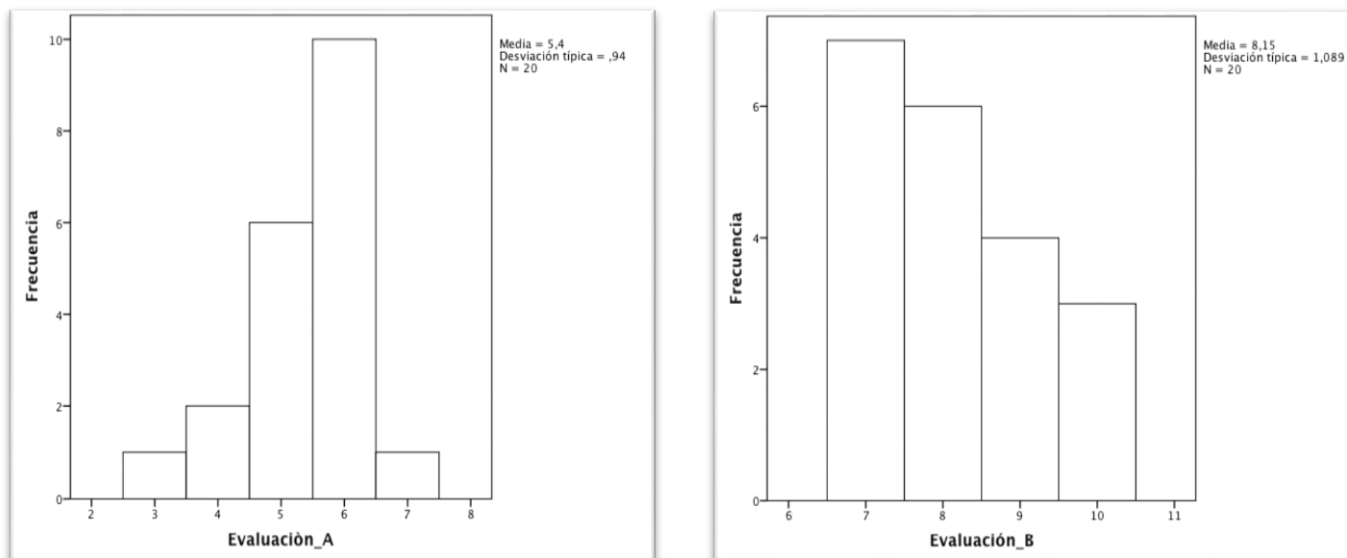 Media = 5,4
Desviación típica = ,94
N = 20
Frecuencia
10
8
6
4
2
0
2 3 4 5 6 7 8
Evaluaciòn_A
Media = 8,15
Desviación típica = 1,089
N = 20
Frecuencia
6
4
2
0
6 7 8 9 10 11
Evaluación_B